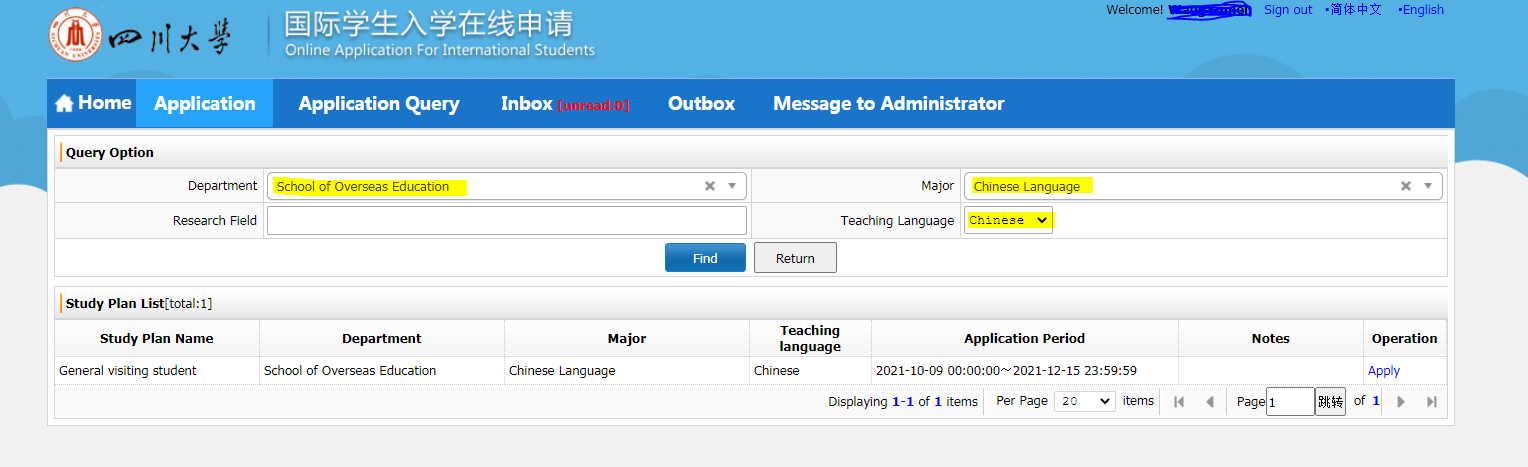 四川大学
国际学生入学在线申请
Online Application For International Students
Welcome! Sign out ▪简体中文 ▪English
Home Application Application Query Inbox [unread:0] Outbox Message to Administrator
Query Option
Department School of Overseas Education Major Chinese Language
Research Field Teaching Language Chinese
Find Return
Study Plan List[total:1]
Study Plan Name Department Major Teaching language Application Period Notes Operation
General visiting student School of Overseas Education Chinese Language Chinese 2021-10-09 00:00:00~2021-12-15 23:59:59 Apply
Displaying 1-1 of 1 items Per Page 20 items Page 1 跳转 of 1